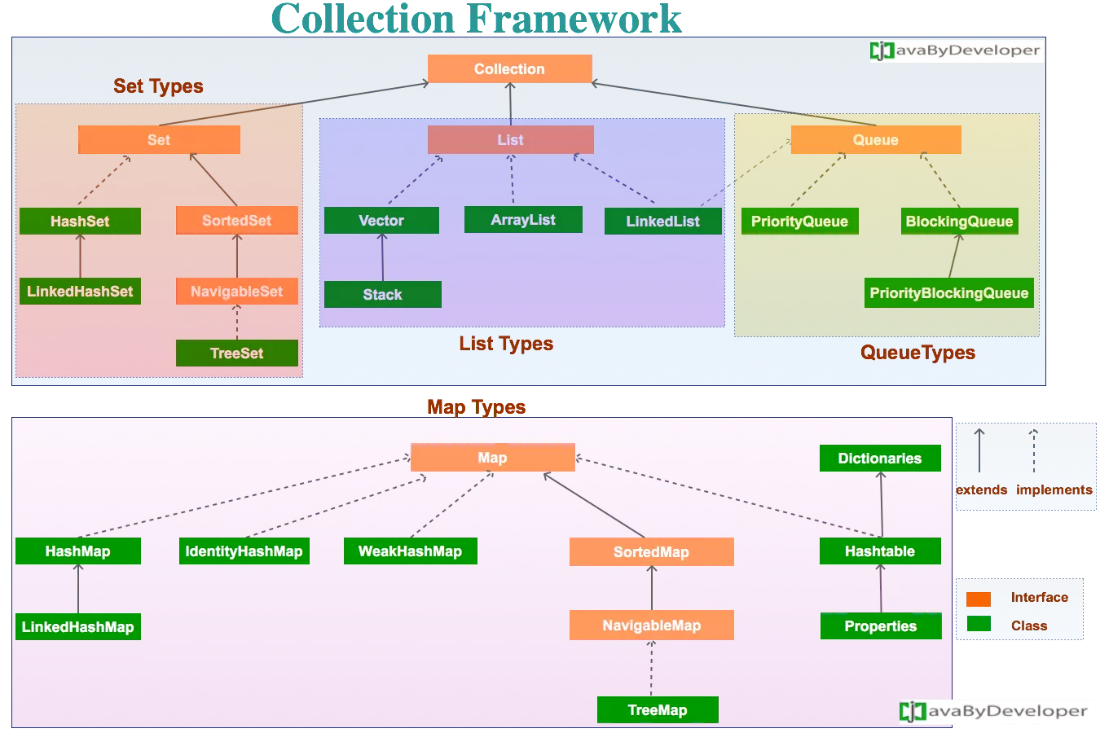 Collection Framework
avaByDeveloper
Collection
Set Types
Set
List
Queue
HashSet
SortedSet
Vector
ArrayList
LinkedList
PriorityQueue
BlockingQueue
LinkedHashSet
NavigableSet
Stack
PriorityBlockingQueue
TreeSet
List Types
QueueTypes
Map Types
Map
Dictionaries
extends
implements
HashMap
IdentityHashMap
WeakHashMap
SortedMap
Hashtable
LinkedHashMap
NavigableMap
Properties
Interface
Class
TreeMap
avaByDeveloper